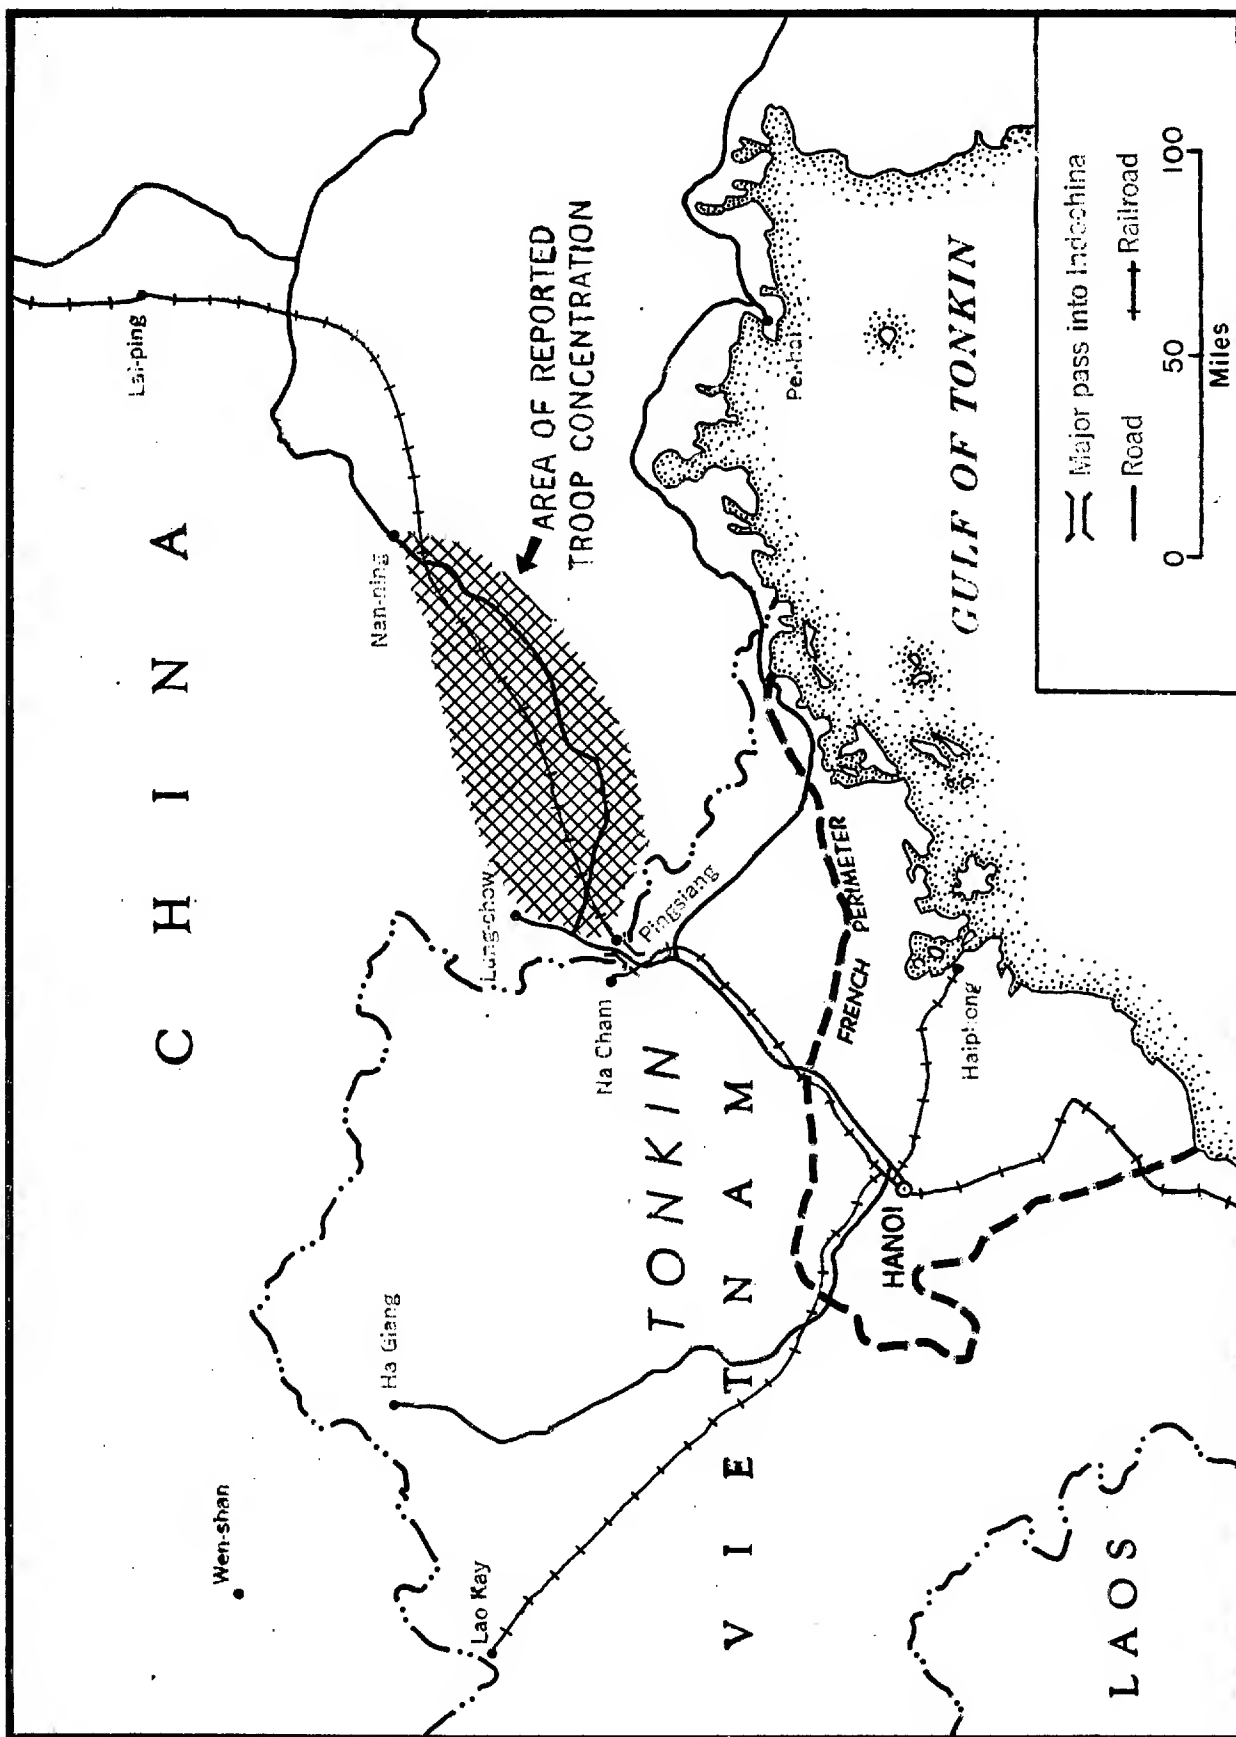 CHINA
Lai-ping
Nan-ning
AREA OF REPORTED
TROOP CONCENTRATION
Lung-chow
Pingsiang
Na Cham
Wen-shan
Ha Giang
Lao Kay
TONKIN
VIETNAM
FRENCH PERIMETER
HANOI
Haiphong
GULF OF TONKIN
LAOS
Major pass into Indochina
Road
Railroad
0 50 100
Miles